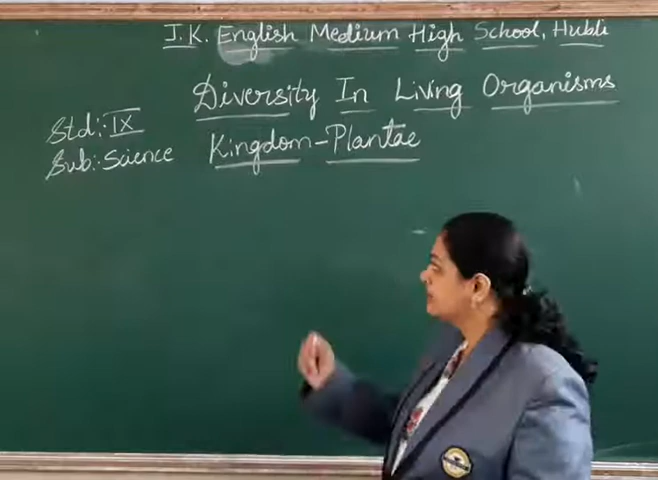 J.K. English Medium High School, Hubli
Diversity In Living Organisms
Std:- IX
Sub:- Science
Kingdom-Plantae